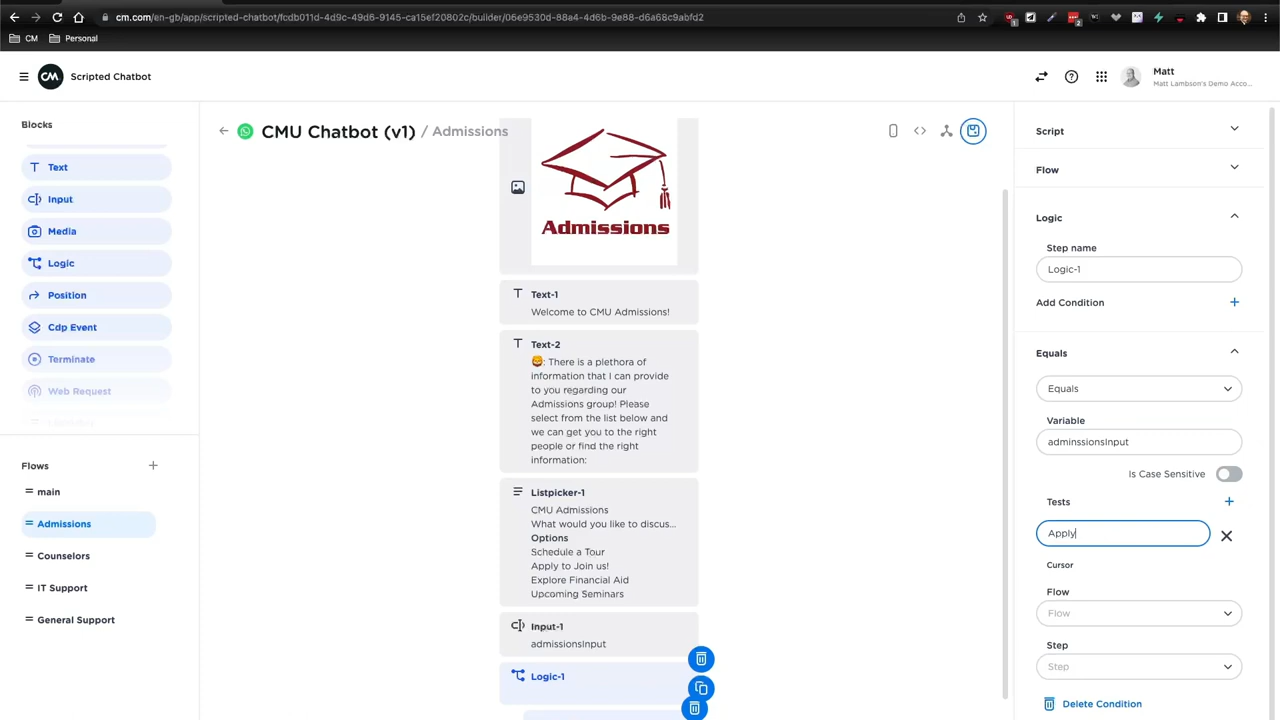 cm.com/en-gb/app/scripted-chatbot/fcdb011d-4d9c-49d6-9145-ca15ef20802c/builder/06e9530d-88a4-4d6b-9e88-d6a68c9abfd2
CM
Personal
CM
Scripted Chatbot
Matt
Matt Lambson's Demo Acco...
Blocks
Text
Input
Media
Logic
Position
Cdp Event
Terminate
Web Request
Flows
main
Admissions
Counselors
IT Support
General Support
CMU Chatbot (v1) / Admissions
Admissions
Text-1
Welcome to CMU Admissions!
Text-2
: There is a plethora of
information that I can provide
to you regarding our
Admissions group! Please
select from the list below and
we can get you to the right
people or find the right
information:
Listpicker-1
CMU Admissions
What would you like to discus...
Options
Schedule a Tour
Apply to Join us!
Explore Financial Aid
Upcoming Seminars
Input-1
admissionsInput
Logic-1
Script
Flow
Logic
Step name
Logic-1
Add Condition
Equals
Equals
Variable
adminssionsInput
Is Case Sensitive
Tests
Apply
Cursor
Flow
Flow
Step
Step
Delete Condition